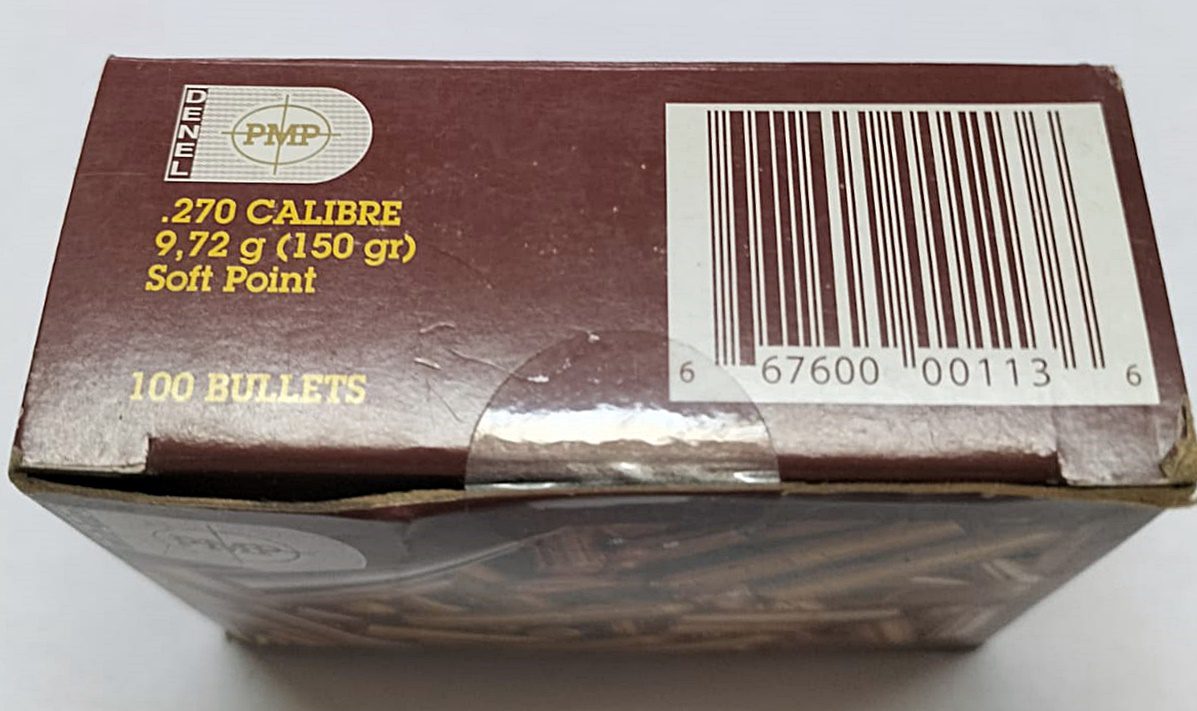 DENEL
PMP
.270 CALIBRE
9,72 g (150 gr)
Soft Point
100 BULLETS
6 67600 00113 6
PMP